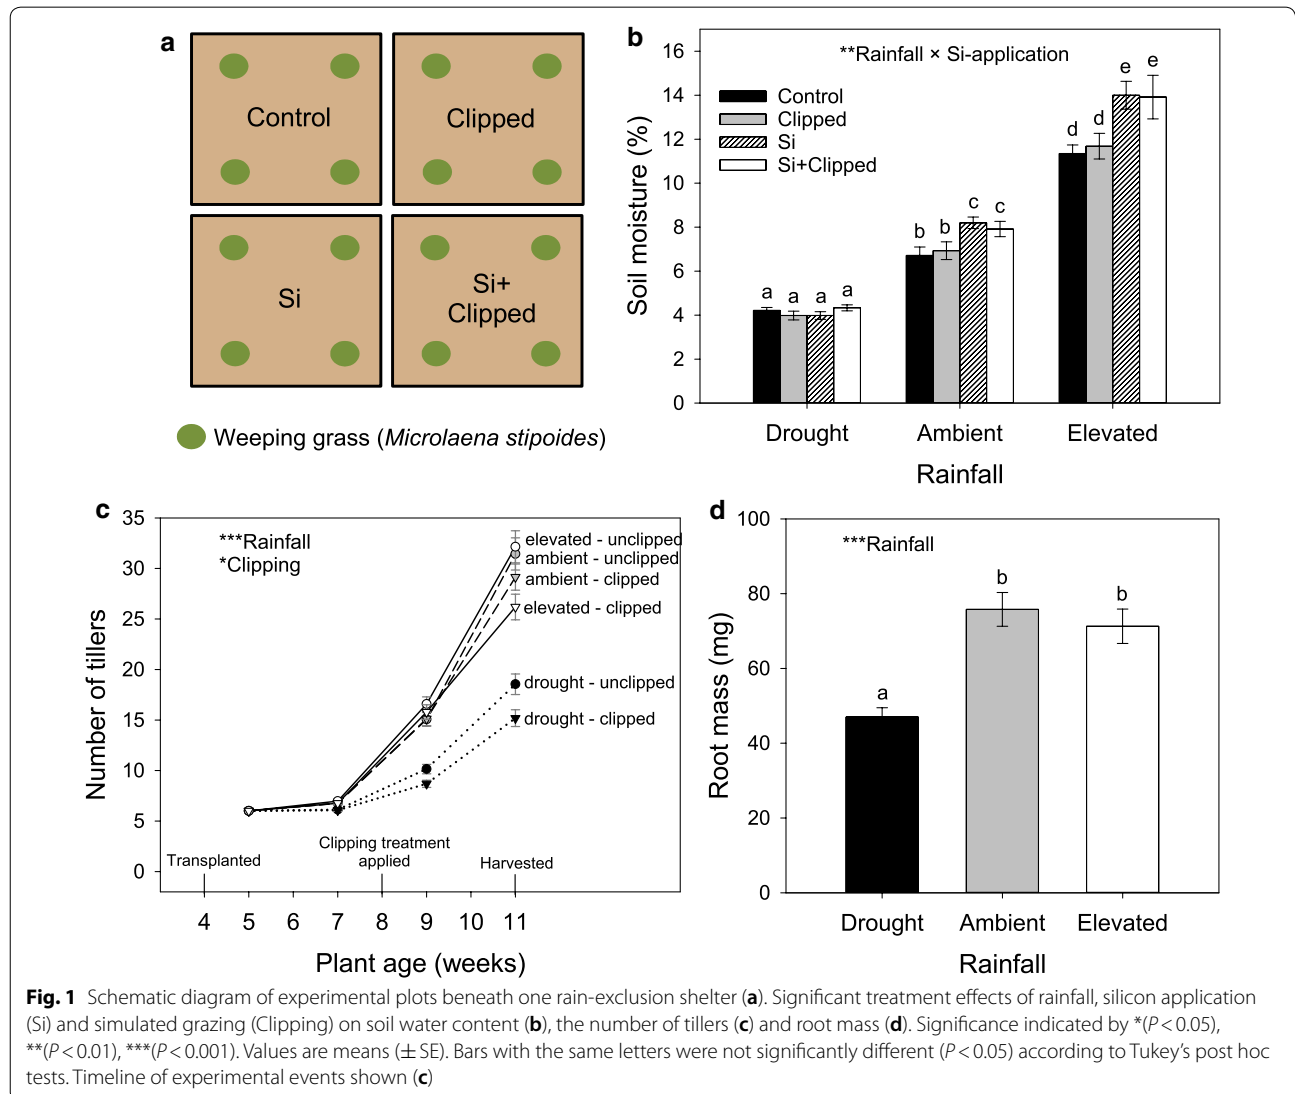 a
Control
Clipped
Si
Si+
Clipped
Weeping grass (Microlaena stipoides)
b
**Rainfall × Si-application
Control
Clipped
Si
Si+Clipped
Soil moisture (%)
16
14
12
10
8
6
4
2
0
a a a a
b b c c
d d e e
Drought Ambient Elevated
Rainfall
c
***Rainfall
*Clipping
Number of tillers
35
30
25
20
15
10
5
0
elevated - unclipped
ambient - unclipped
ambient - clipped
elevated - clipped
drought - unclipped
drought - clipped
Transplanted
Clipping treatment
applied
Harvested
4 5 6 7 8 9 10 11
Plant age (weeks)
d
***Rainfall
Root mass (mg)
100
80
60
40
20
0
a b b
Drought Ambient Elevated
Rainfall
Fig. 1 Schematic diagram of experimental plots beneath one rain-exclusion shelter (a). Significant treatment effects of rainfall, silicon application
(Si) and simulated grazing (Clipping) on soil water content (b), the number of tillers (c) and root mass (d). Significance indicated by *(P < 0.05),
**(P < 0.01), ***(P < 0.001). Values are means (± SE). Bars with the same letters were not significantly different (P < 0.05) according to Tukey's post hoc
tests. Timeline of experimental events shown (c)